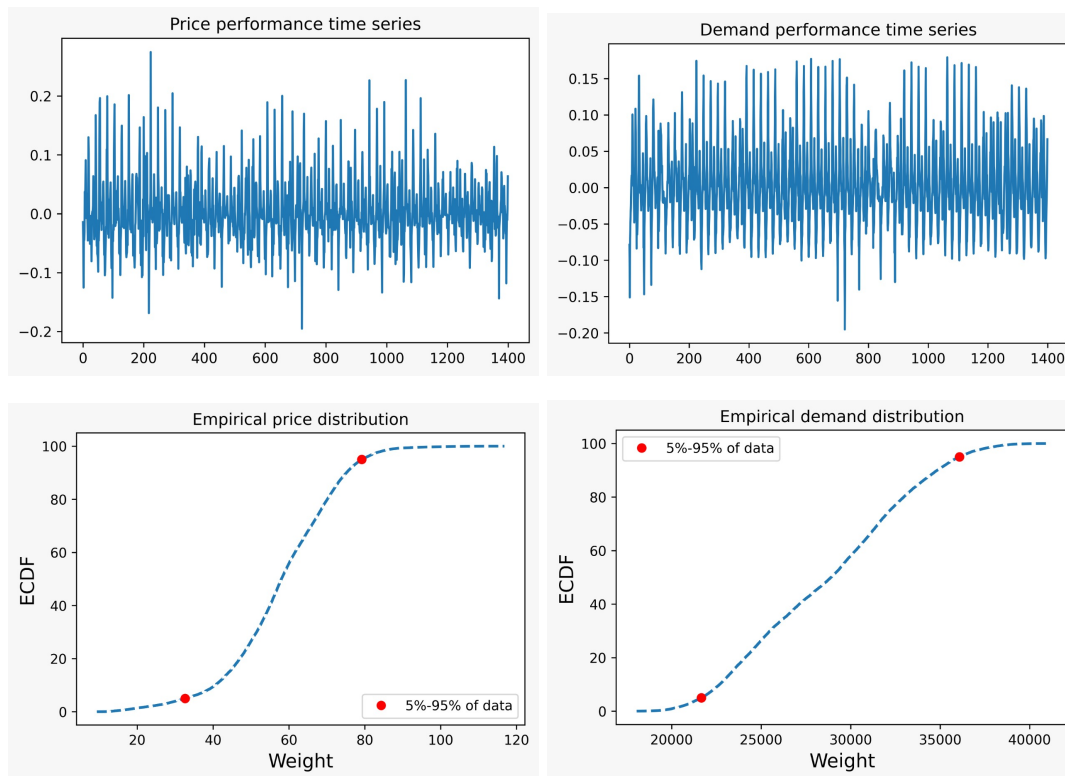 Price performance time series
0.2
0.1
0.0
−0.1
−0.2
0 200 400 600 800 1000 1200 1400
Demand performance time series
0.15
0.10
0.05
0.00
−0.05
−0.10
−0.15
−0.20
0 200 400 600 800 1000 1200 1400
Empirical price distribution
100
80
60
40
20
0
ECDF
5%-95% of data
20 40 60 80 100 120
Weight
Empirical demand distribution
100
80
60
40
20
0
ECDF
5%-95% of data
20000 25000 30000 35000 40000
Weight